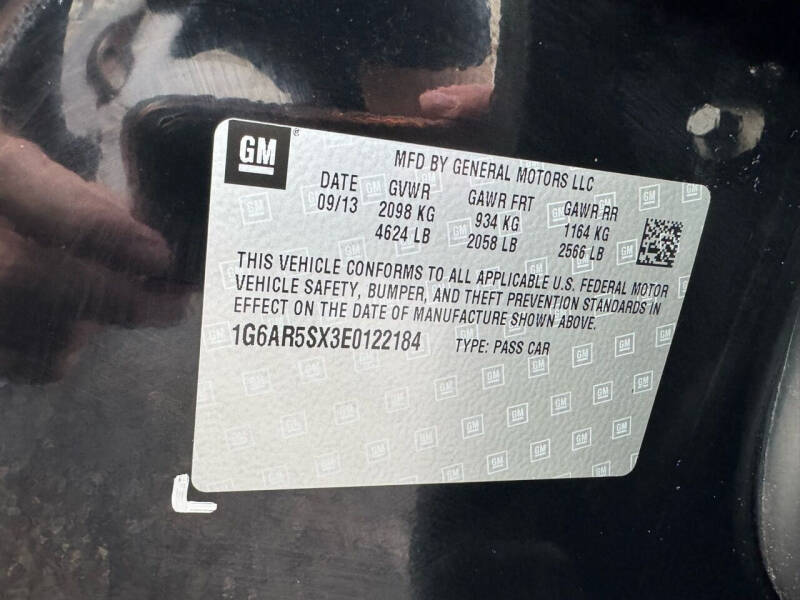 GM®
MFD BY GENERAL MOTORS LLC
DATE GVWR GAWR FRT GAWR RR
09/13 2098 KG 934 KG 1164 KG
4624 LB 2058 LB 2566 LB
THIS VEHICLE CONFORMS TO ALL APPLICABLE U.S. FEDERAL MOTOR
VEHICLE SAFETY, BUMPER, AND THEFT PREVENTION STANDARDS IN
EFFECT ON THE DATE OF MANUFACTURE SHOWN ABOVE.
1G6AR5SX3E0122184 TYPE: PASS CAR